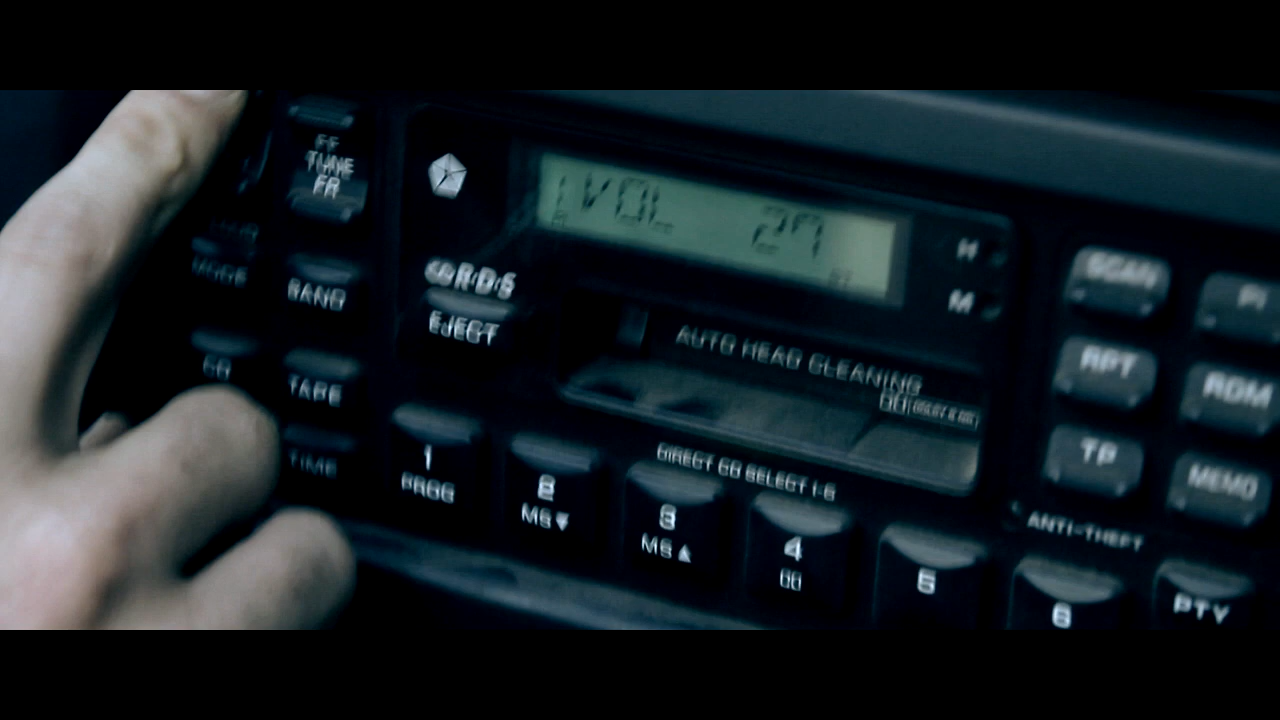 FF
TUNE
FR
VOL 27
RDS
H
M
SCAN
PI
MODE
BAND
EJECT
AUTO HEAD CLEANING
RPT
RDM
CD
TAPE
TIME
DIRECT CD SELECT 1-6
TP
MEMO
ANTI-THEFT
1
PROG
2
MS▼
3
MS▲
4
5
6
PTY